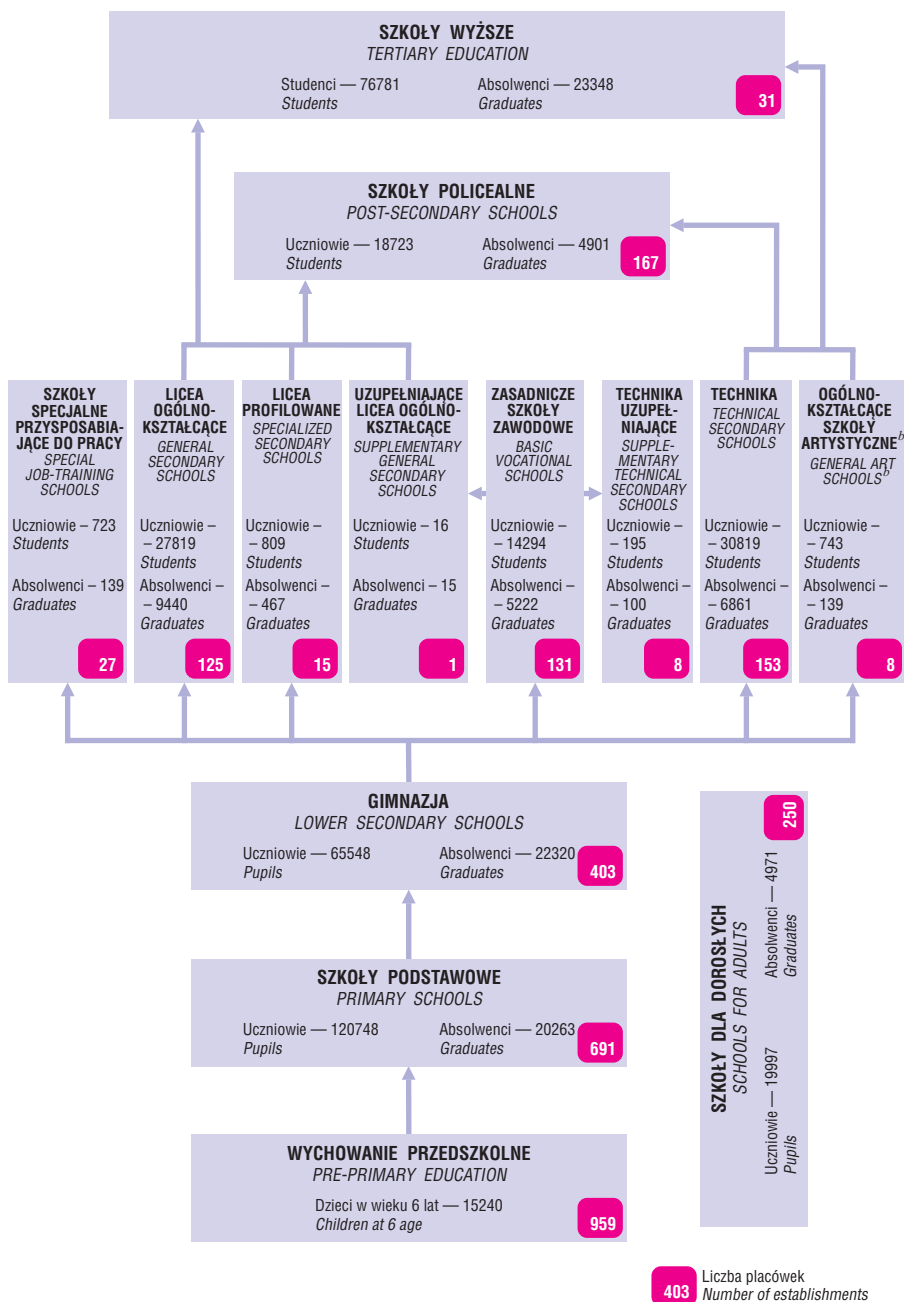 SZKOŁY WYŻSZE
TERTIARY EDUCATION
Studenci — 76781
Students
Absolwenci — 23348
Graduates
31
SZKOŁY POLICEALNE
POST-SECONDARY SCHOOLS
Uczniowie — 18723
Students
Absolwenci — 4901
Graduates
167
SZKOŁY
SPECJALNE
PRZYSPOSABIA-
JĄCE DO PRACY
SPECIAL
JOB-TRAINING
SCHOOLS
Uczniowie – 723
Students
Absolwenci – 139
Graduates
27
LICEA
OGÓLNO-
KSZTAŁCĄCE
GENERAL
SECONDARY
SCHOOLS
Uczniowie –
– 27819
Students
Absolwenci –
– 9440
Graduates
125
LICEA
PROFILOWANE
SPECIALIZED
SECONDARY
SCHOOLS
Uczniowie –
– 809
Students
Absolwenci –
– 467
Graduates
15
UZUPEŁNIAJĄCE
LICEA OGÓLNO-
KSZTAŁCĄCE
SUPPLEMENTARY
GENERAL
SECONDARY
SCHOOLS
Uczniowie – 16
Students
Absolwenci – 15
Graduates
1
ZASADNICZE
SZKOŁY
ZAWODOWE
BASIC
VOCATIONAL
SCHOOLS
Uczniowie –
– 14294
Students
Absolwenci –
– 5222
Graduates
131
TECHNIKA
UZUPEŁ-
NIAJĄCE
SUPPLE-
MENTARY
TECHNICAL
SECONDARY
SCHOOLS
Uczniowie –
– 195
Students
Absolwenci –
– 100
Graduates
8
TECHNIKA
TECHNICAL
SECONDARY
SCHOOLS
Uczniowie –
– 30819
Students
Absolwenci –
– 6861
Graduates
153
OGÓLNO-
KSZTAŁCĄCE
SZKOŁY
ARTYSTYCZNE b
GENERAL ART
SCHOOLS b
Uczniowie –
– 743
Students
Absolwenci –
– 139
Graduates
8
GIMNAZJA
LOWER SECONDARY SCHOOLS
Uczniowie — 65548
Pupils
Absolwenci — 22320
Graduates
403
SZKOŁY PODSTAWOWE
PRIMARY SCHOOLS
Uczniowie — 120748
Pupils
Absolwenci — 20263
Graduates
691
WYCHOWANIE PRZEDSZKOLNE
PRE-PRIMARY EDUCATION
Dzieci w wieku 6 lat — 15240
Children at 6 age
959
SZKOŁY DLA DOROSŁYCH
SCHOOLS FOR ADULTS
Uczniowie — 19997
Pupils
Absolwenci — 4971
Graduates
250
403
Liczba placówek
Number of establishments